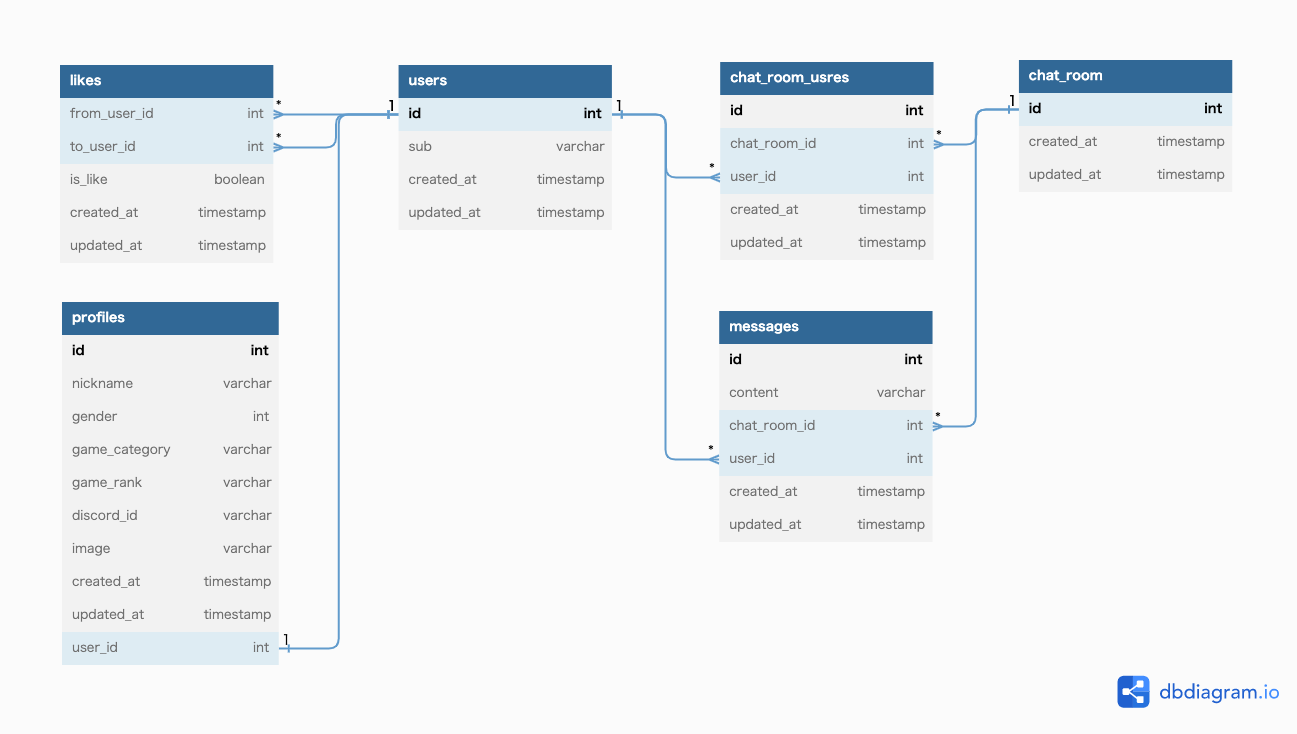 likes
from_user_id int
to_user_id int
is_like boolean
created_at timestamp
updated_at timestamp
*
*
1
users
id int
sub varchar
created_at timestamp
updated_at timestamp
1
chat_room_usres
id int
chat_room_id int
user_id int
created_at timestamp
updated_at timestamp
*
*
1
chat_room
id int
created_at timestamp
updated_at timestamp
profiles
id int
nickname varchar
gender int
game_category varchar
game_rank varchar
discord_id varchar
image varchar
created_at timestamp
updated_at timestamp
user_id int
1
messages
id int
content varchar
chat_room_id int
user_id int
created_at timestamp
updated_at timestamp
*
*
dbdiagram.io